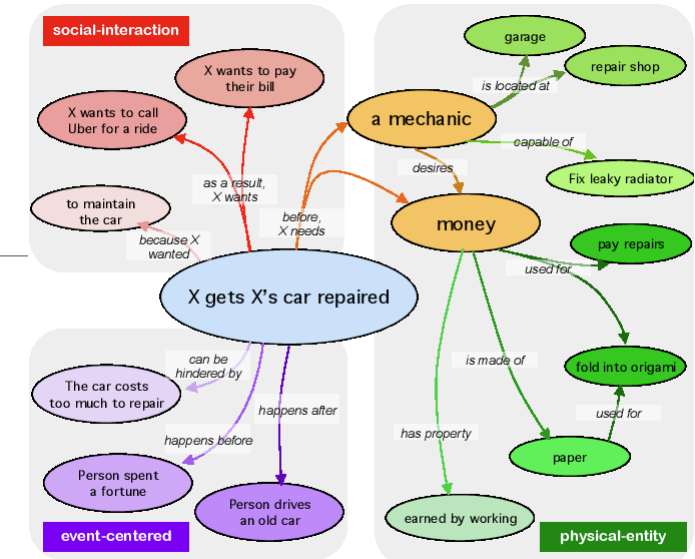 social-interaction
garage
repair shop
is located at
X wants to pay
their bill
X wants to call
Uber for a ride
a mechanic
capable of
Fix leaky radiator
desires
as a result,
X wants
to maintain
the car
before,
X needs
money
because X
wanted
pay repairs
used for
X gets X's car repaired
can be
hindered by
is made of
fold into origami
The car costs
too much to repair
happens after
used for
has property
happens before
paper
Person spent
a fortune
Person drives
an old car
earned by working
event-centered
physical-entity